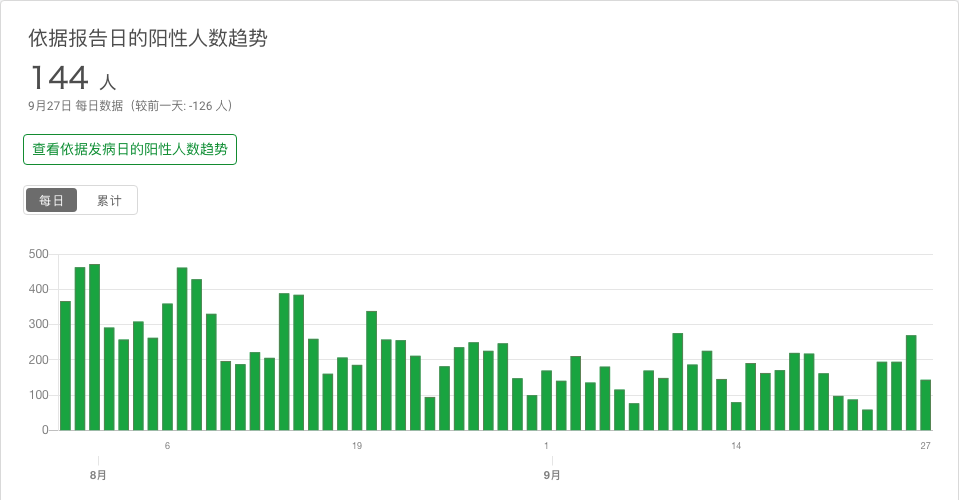 依据报告日的阳性人数趋势
144 人
9月27日 每日数据（较前一天: -126 人）
查看依据发病日的阳性人数趋势
每日 累计
500
400
300
200
100
0
6 19 1 14 27
8月 9月